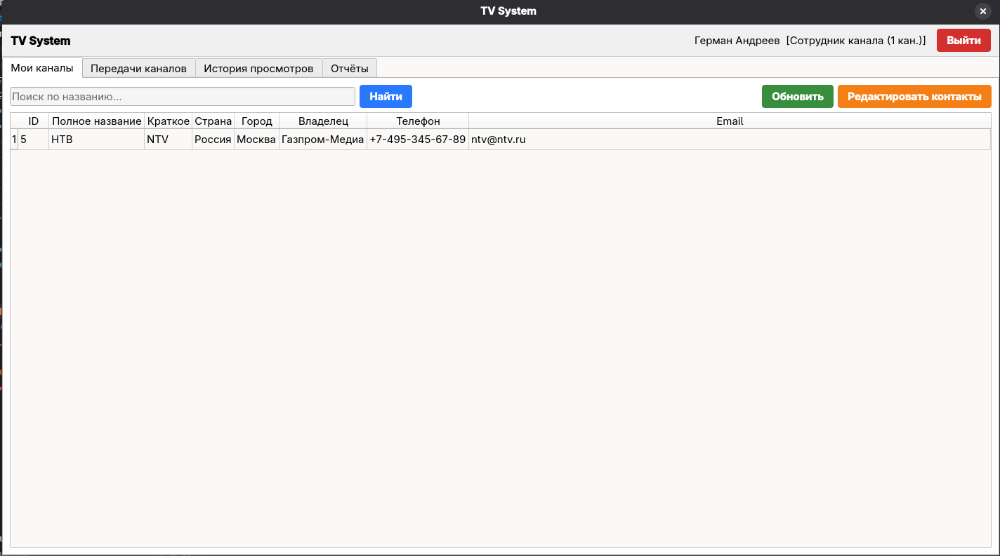 TV System
TV System Герман Андреев [Сотрудник канала (1 кан.)] Выйти
Мои каналы Передачи каналов История просмотров Отчёты
Поиск по названию... Найти Обновить Редактировать контакты
ID Полное название Краткое Страна Город Владелец Телефон Email
1 5 НТВ NTV Россия Москва Газпром-Медиа +7-495-345-67-89 ntv@ntv.ru